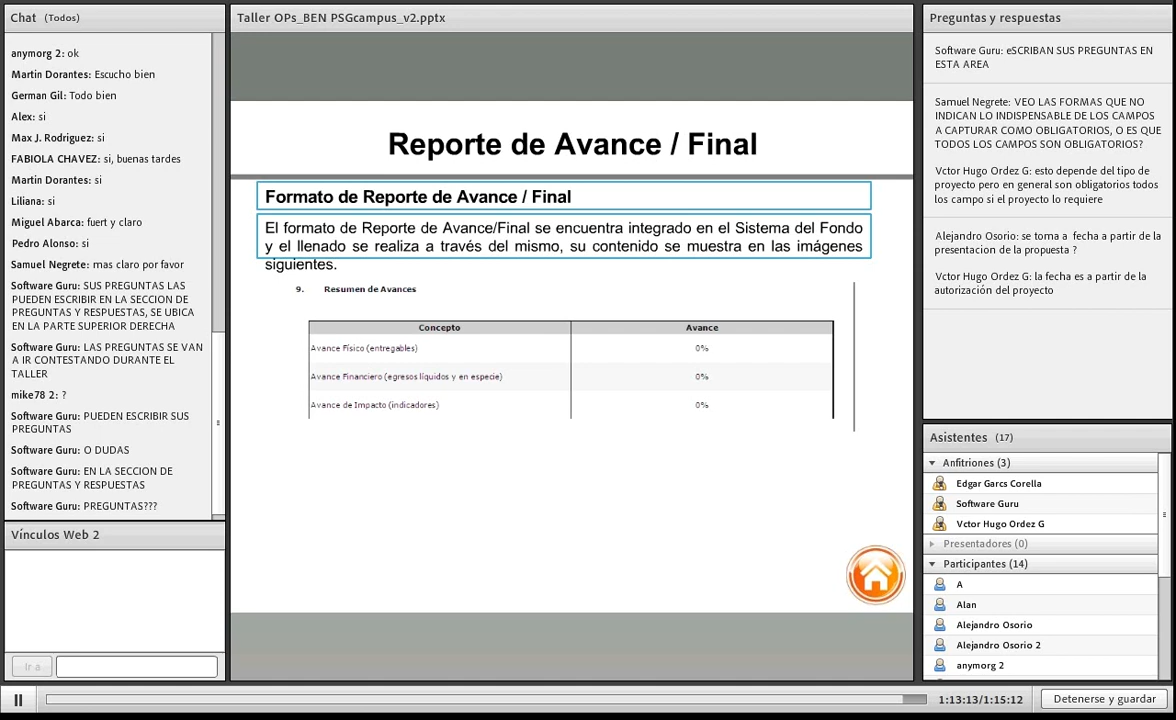 Chat (Todos)
anymorg 2: ok
Martin Dorantes: Escucho bien
German Gil: Todo bien
Alex: si
Max J. Rodriguez: si
FABIOLA CHAVEZ: si, buenas tardes
Martin Dorantes: si
Liliana: si
Miguel Abarca: fuert y claro
Pedro Alonso: si
Samuel Negrete: mas claro por favor
Software Guru: SUS PREGUNTAS LAS
PUEDEN ESCRIBIR EN LA SECCION DE
PREGUNTAS Y RESPUESTAS, SE UBICA
EN LA PARTE SUPERIOR DERECHA
Software Guru: LAS PREGUNTAS SE VAN
A IR CONTESTANDO DURANTE EL
TALLER
mike78 2: ?
Software Guru: PUEDEN ESCRIBIR SUS
PREGUNTAS
Software Guru: O DUDAS
Software Guru: EN LA SECCION DE
PREGUNTAS Y RESPUESTAS
Software Guru: PREGUNTAS???
Vínculos Web 2
Ir a
Taller OPs_BEN PSGcampus_v2.pptx
Reporte de Avance / Final
Formato de Reporte de Avance / Final
El formato de Reporte de Avance/Final se encuentra integrado en el Sistema del Fondo
y el llenado se realiza a través del mismo, su contenido se muestra en las imágenes
siguientes.
9. Resumen de Avances
Concepto Avance
Avance Físico (entregables) 0%
Avance Financiero (egresos líquidos y en especie) 0%
Avance de Impacto (indicadores) 0%
Preguntas y respuestas
Software Guru: eSCRIBAN SUS PREGUNTAS EN
ESTA AREA
Samuel Negrete: VEO LAS FORMAS QUE NO
INDICAN LO INDISPENSABLE DE LOS CAMPOS
A CAPTURAR COMO OBLIGATORIOS, O ES QUE
TODOS LOS CAMPOS SON OBLIGATORIOS?
Vctor Hugo Ordez G: esto depende del tipo de
proyecto pero en general son obligatorios todos
los campo si el proyecto lo requiere
Alejandro Osorio: se toma fecha a partir de la
presentacion de la propuesta ?
Vctor Hugo Ordez G: la fecha es a partir de la
autorización del proyecto
Asistentes (17)
Anfitriones (3)
Edgar Garcs Corella
Software Guru
Vctor Hugo Ordez G
Presentadores (0)
Participantes (14)
A
Alan
Alejandro Osorio
Alejandro Osorio 2
anymorg 2
1:13:13/1:15:12
Detenerse y guardar